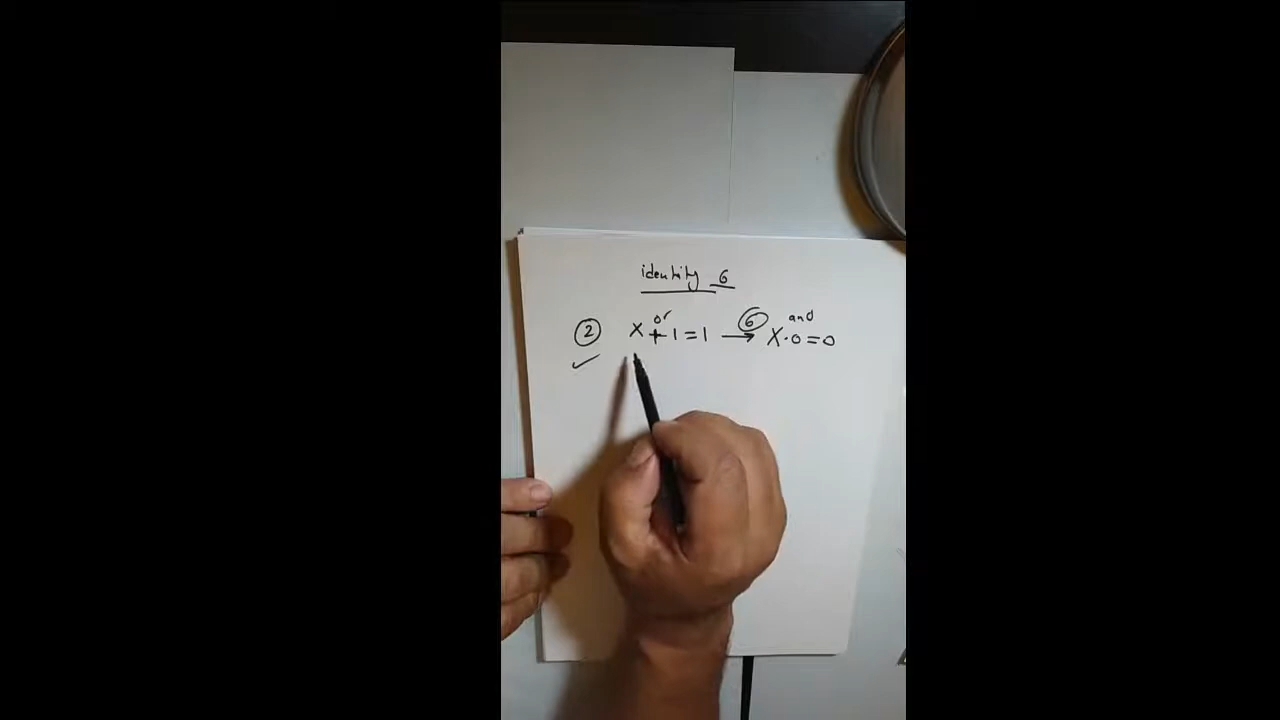 identity 6
or 6 and
2 X + 1 = 1 → X · 0 = 0
✓